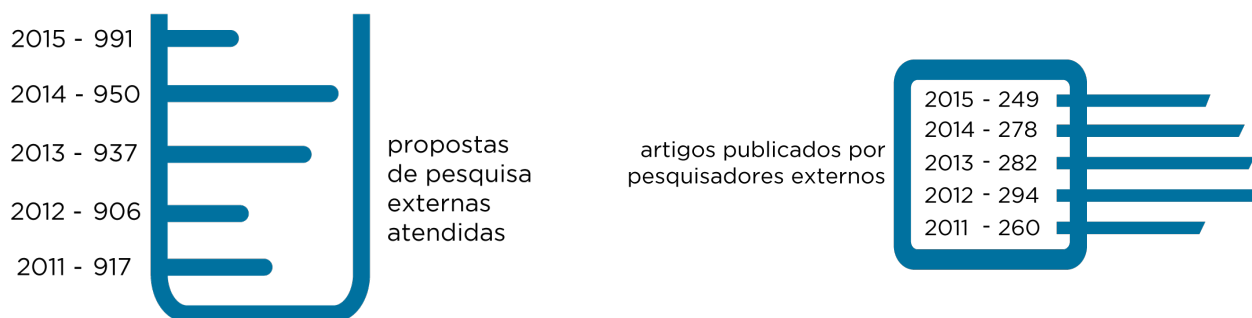 2015 - 991
2014 - 950
2013 - 937
2012 - 906
2011 - 917
propostas
de pesquisa
externas
atendidas
artigos publicados por
pesquisadores externos
2015 - 249
2014 - 278
2013 - 282
2012 - 294
2011 - 260